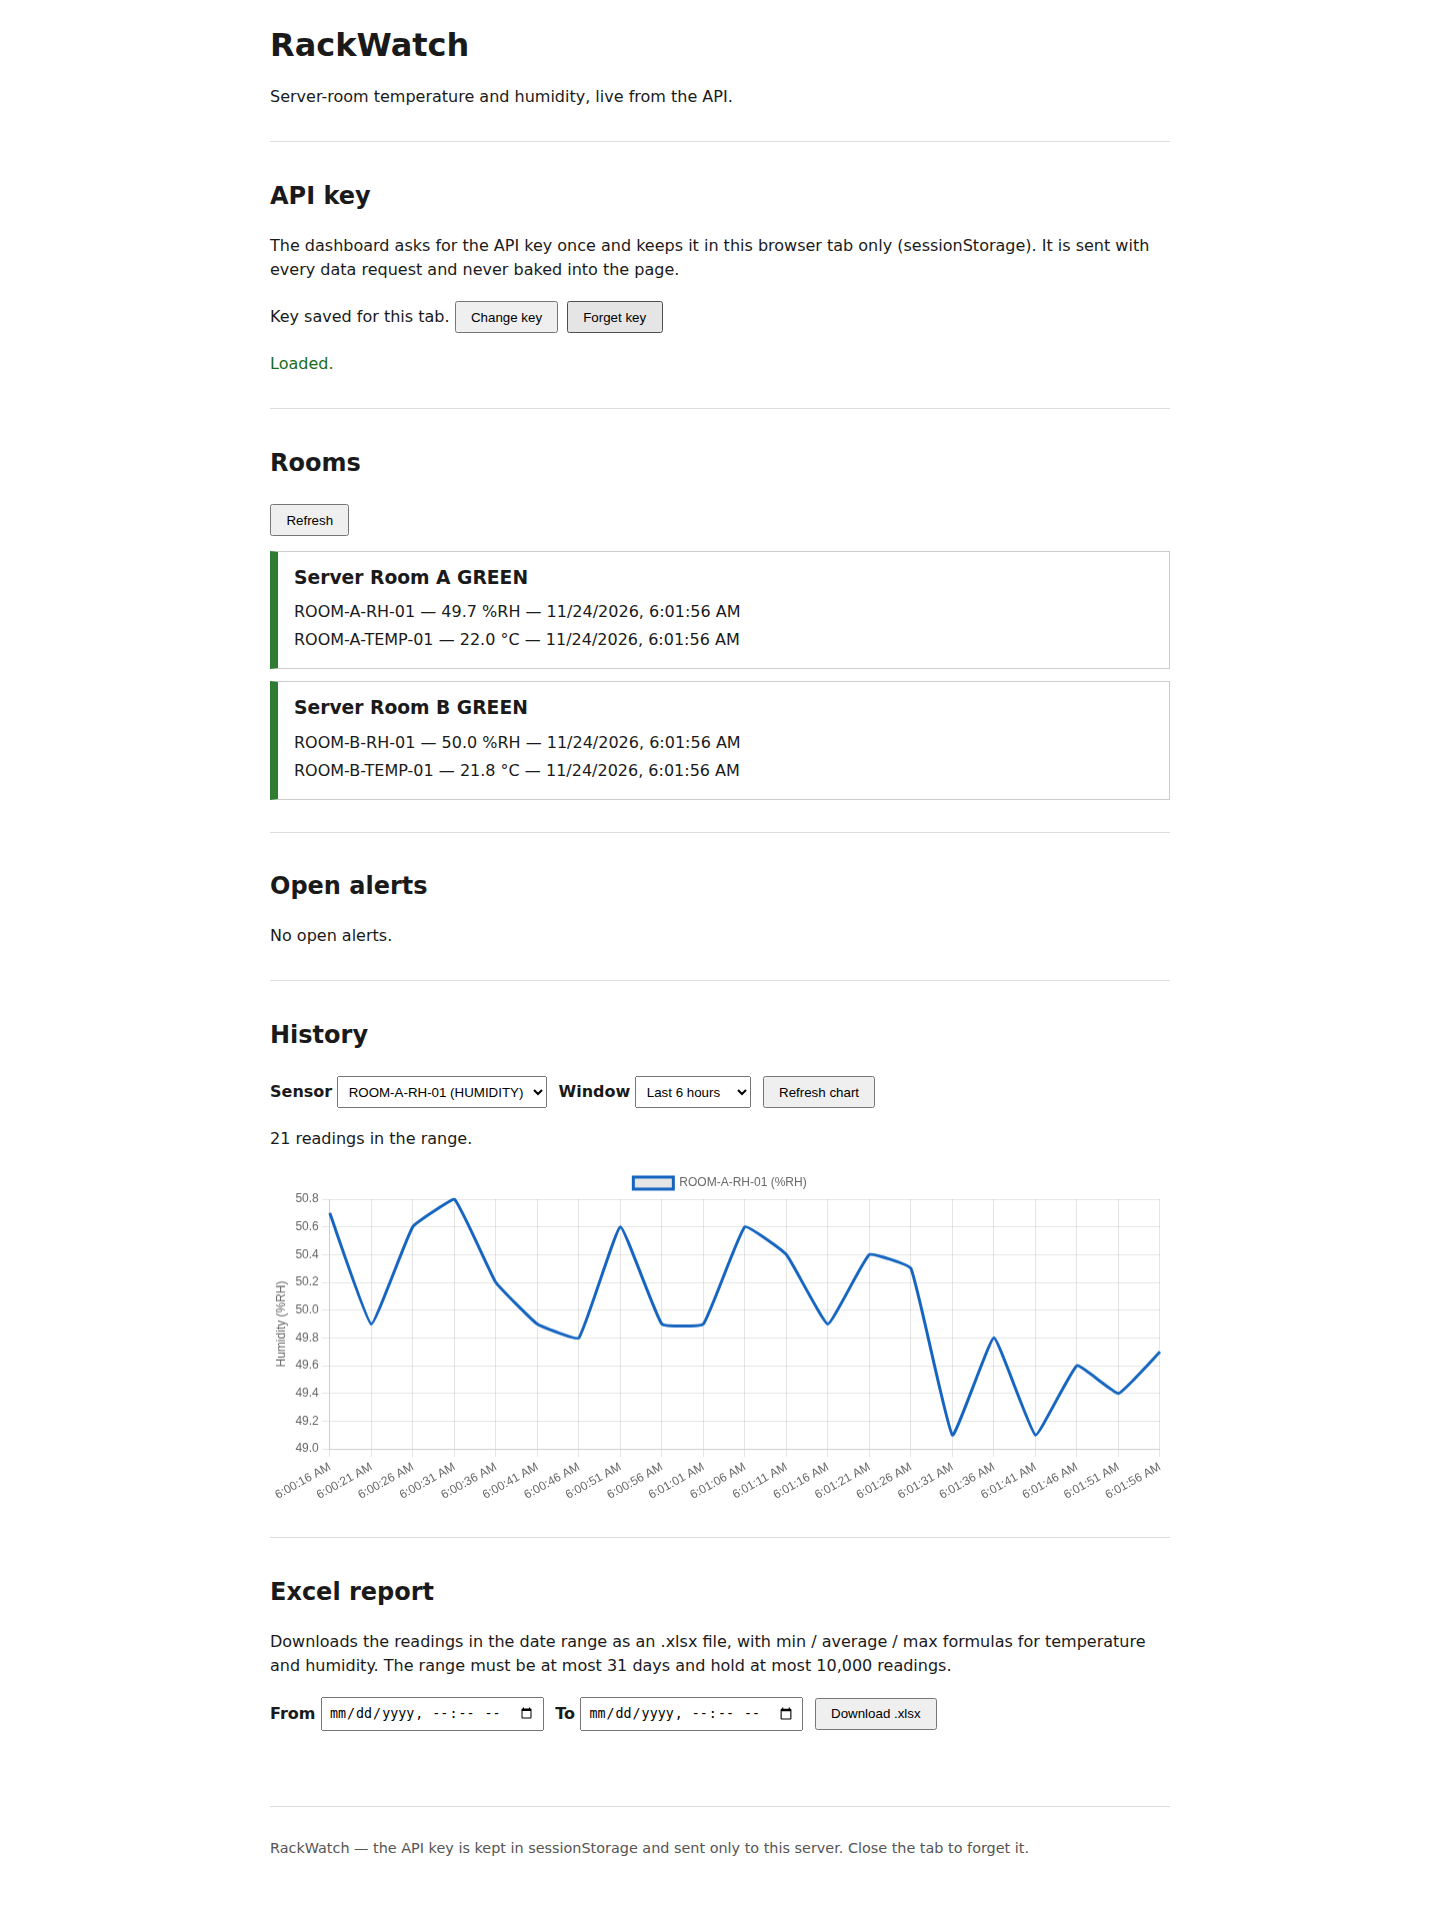 RackWatch
Server-room temperature and humidity, live from the API.
API key
The dashboard asks for the API key once and keeps it in this browser tab only (sessionStorage). It is sent with
every data request and never baked into the page.
Key saved for this tab. Change key Forget key
Loaded.
Rooms
Refresh
Server Room A GREEN
ROOM-A-RH-01 — 49.7 %RH — 11/24/2026, 6:01:56 AM
ROOM-A-TEMP-01 — 22.0 °C — 11/24/2026, 6:01:56 AM
Server Room B GREEN
ROOM-B-RH-01 — 50.0 %RH — 11/24/2026, 6:01:56 AM
ROOM-B-TEMP-01 — 21.8 °C — 11/24/2026, 6:01:56 AM
Open alerts
No open alerts.
History
Sensor ROOM-A-RH-01 (HUMIDITY) Window Last 6 hours Refresh chart
21 readings in the range.
ROOM-A-RH-01 (%RH)
Humidity (%RH)
50.8
50.6
50.4
50.2
50.0
49.8
49.6
49.4
49.2
49.0
6:00:16 AM 6:00:21 AM 6:00:26 AM 6:00:31 AM 6:00:36 AM 6:00:41 AM 6:00:46 AM 6:00:51 AM 6:00:56 AM 6:01:01 AM 6:01:06 AM 6:01:11 AM 6:01:16 AM 6:01:21 AM 6:01:26 AM 6:01:31 AM 6:01:36 AM 6:01:41 AM 6:01:46 AM 6:01:51 AM 6:01:56 AM
Excel report
Downloads the readings in the date range as an .xlsx file, with min / average / max formulas for temperature
and humidity. The range must be at most 31 days and hold at most 10,000 readings.
From mm/dd/yyyy, --:-- -- To mm/dd/yyyy, --:-- -- Download .xlsx
RackWatch — the API key is kept in sessionStorage and sent only to this server. Close the tab to forget it.